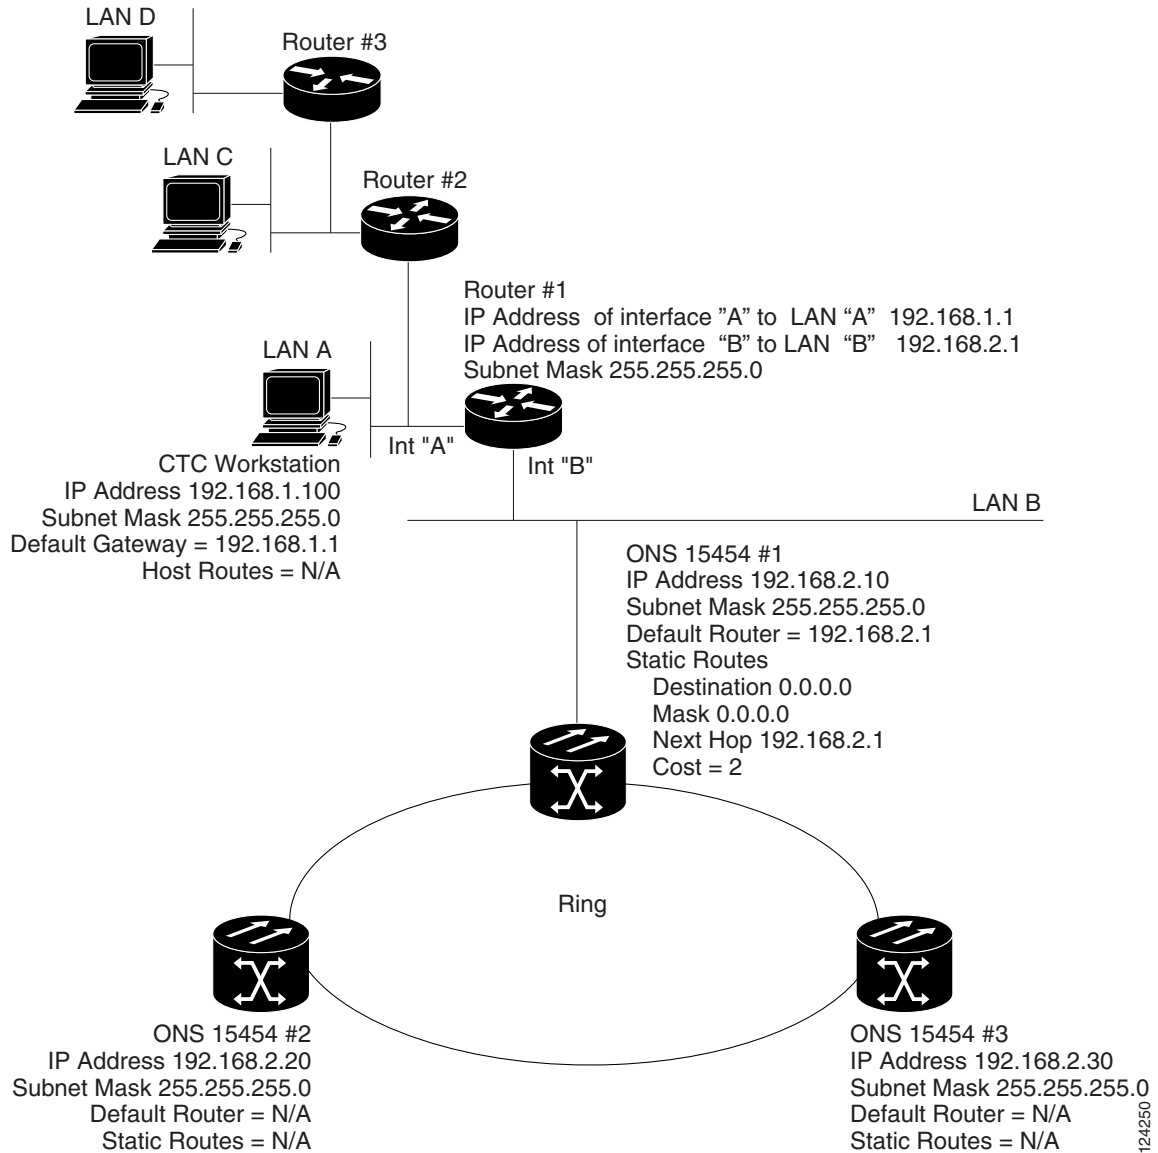 LAN D
Router #3
LAN C
Router #2
Router #1
IP Address of interface ”A” to LAN “A” 192.168.1.1
IP Address of interface “B” to LAN “B” 192.168.2.1
Subnet Mask 255.255.255.0
LAN A
Int "A"
Int "B"
CTC Workstation
IP Address 192.168.1.100
Subnet Mask 255.255.255.0
Default Gateway = 192.168.1.1
Host Routes = N/A
LAN B
ONS 15454 #1
IP Address 192.168.2.10
Subnet Mask 255.255.255.0
Default Router = 192.168.2.1
Static Routes
Destination 0.0.0.0
Mask 0.0.0.0
Next Hop 192.168.2.1
Cost = 2
Ring
ONS 15454 #2
IP Address 192.168.2.20
Subnet Mask 255.255.255.0
Default Router = N/A
Static Routes = N/A
ONS 15454 #3
IP Address 192.168.2.30
Subnet Mask 255.255.255.0
Default Router = N/A
Static Routes = N/A
124250